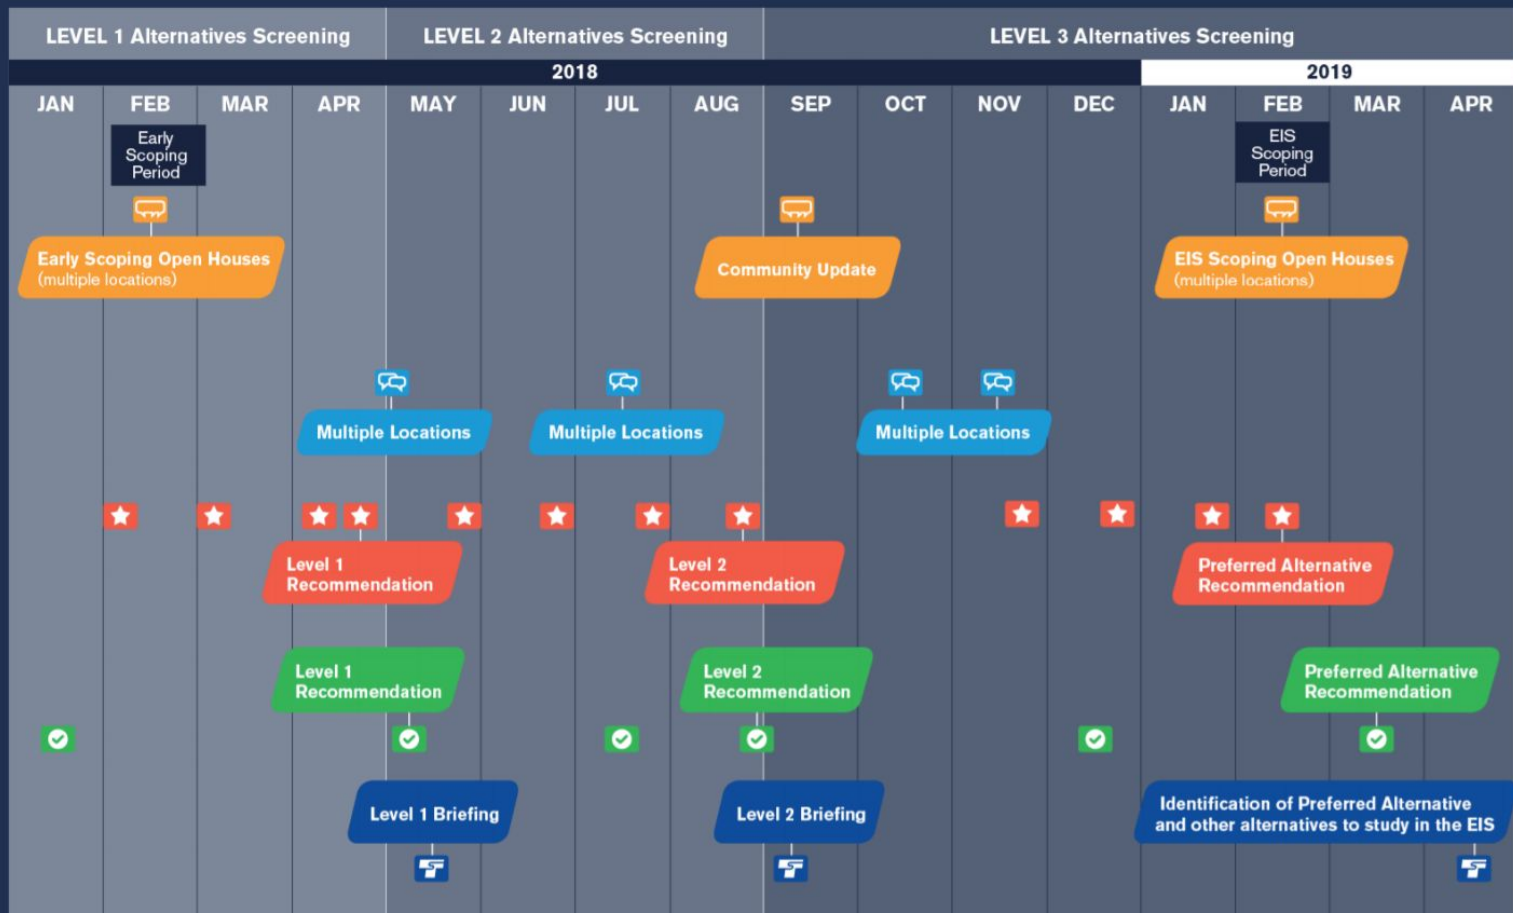 LEVEL 1 Alternatives Screening
LEVEL 2 Alternatives Screening
LEVEL 3 Alternatives Screening
2018
2019
JAN
FEB
MAR
APR
MAY
JUN
JUL
AUG
SEP
OCT
NOV
DEC
JAN
FEB
MAR
APR
Early
Scoping
Period
EIS
Scoping
Period
Early Scoping Open Houses
(multiple locations)
Community Update
EIS Scoping Open Houses
(multiple locations)
Multiple Locations
Multiple Locations
Multiple Locations
Level 1
Recommendation
Level 2
Recommendation
Preferred Alternative
Recommendation
Level 1
Recommendation
Level 2
Recommendation
Preferred Alternative
Recommendation
Level 1 Briefing
Level 2 Briefing
Identification of Preferred Alternative
and other alternatives to study in the EIS